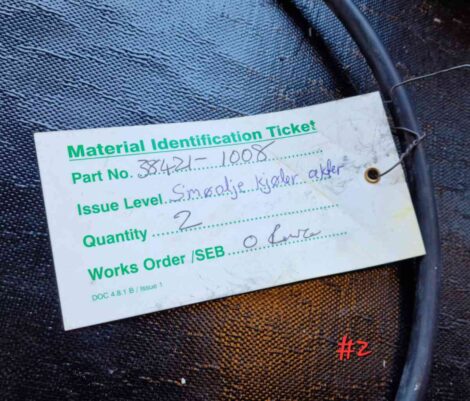 Material Identification Ticket
Part No. 38421-1008
Issue Level Smøolje kjøler akter
Quantity 2
Works Order /SEB
DOC 4.8.1 B / Issue 1
#2